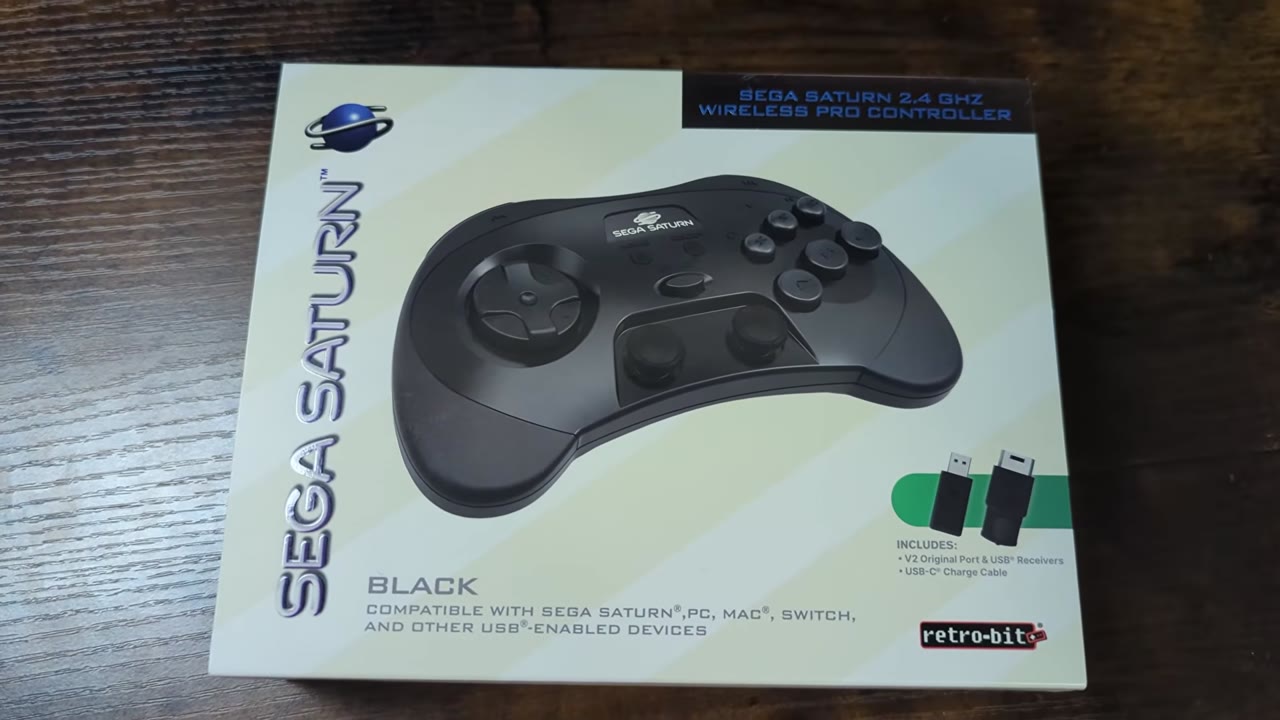 SEGA SATURN 2.4 GHZ
WIRELESS PRO CONTROLLER
SEGA SATURN™
SEGA SATURN
INCLUDES:
• V2 Original Port & USB® Receivers
• USB-C® Charge Cable
BLACK
COMPATIBLE WITH SEGA SATURN®,PC, MAC®, SWITCH,
AND OTHER USB®-ENABLED DEVICES
retro-bit®